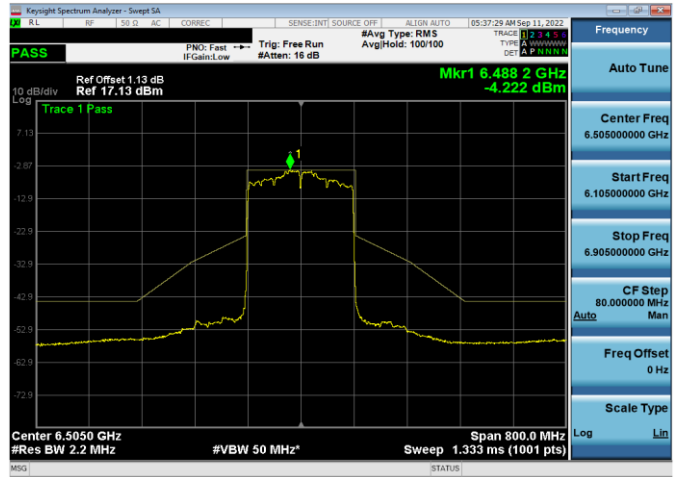 Keysight Spectrum Analyzer - Swept SA
RL RF 50 Ω AC CORREC SENSE:INT SOURCE OFF ALIGN AUTO 05:37:29 AM Sep 11, 2022
PASS
PNO: Fast
IFGain:Low
Trig: Free Run
#Atten: 16 dB
#Avg Type: RMS
Avg|Hold: 100/100
TRACE 1 2 3 4 5 6
TYPE A WWWWW
DET A P N N N N
Frequency
Mkr1 6.488 2 GHz
-4.222 dBm
Ref Offset 1.13 dB
10 dB/div Ref 17.13 dBm
Log
Trace 1 Pass
1
7.13
-2.87
-12.9
-22.9
-32.9
-42.9
-52.9
-62.9
-72.9
Center 6.5050 GHz
#Res BW 2.2 MHz
#VBW 50 MHz*
Span 800.0 MHz
Sweep 1.333 ms (1001 pts)
MSG
STATUS
Auto Tune
Center Freq
6.505000000 GHz
Start Freq
6.105000000 GHz
Stop Freq
6.905000000 GHz
CF Step
80.000000 MHz
Auto Man
Freq Offset
0 Hz
Scale Type
Log Lin